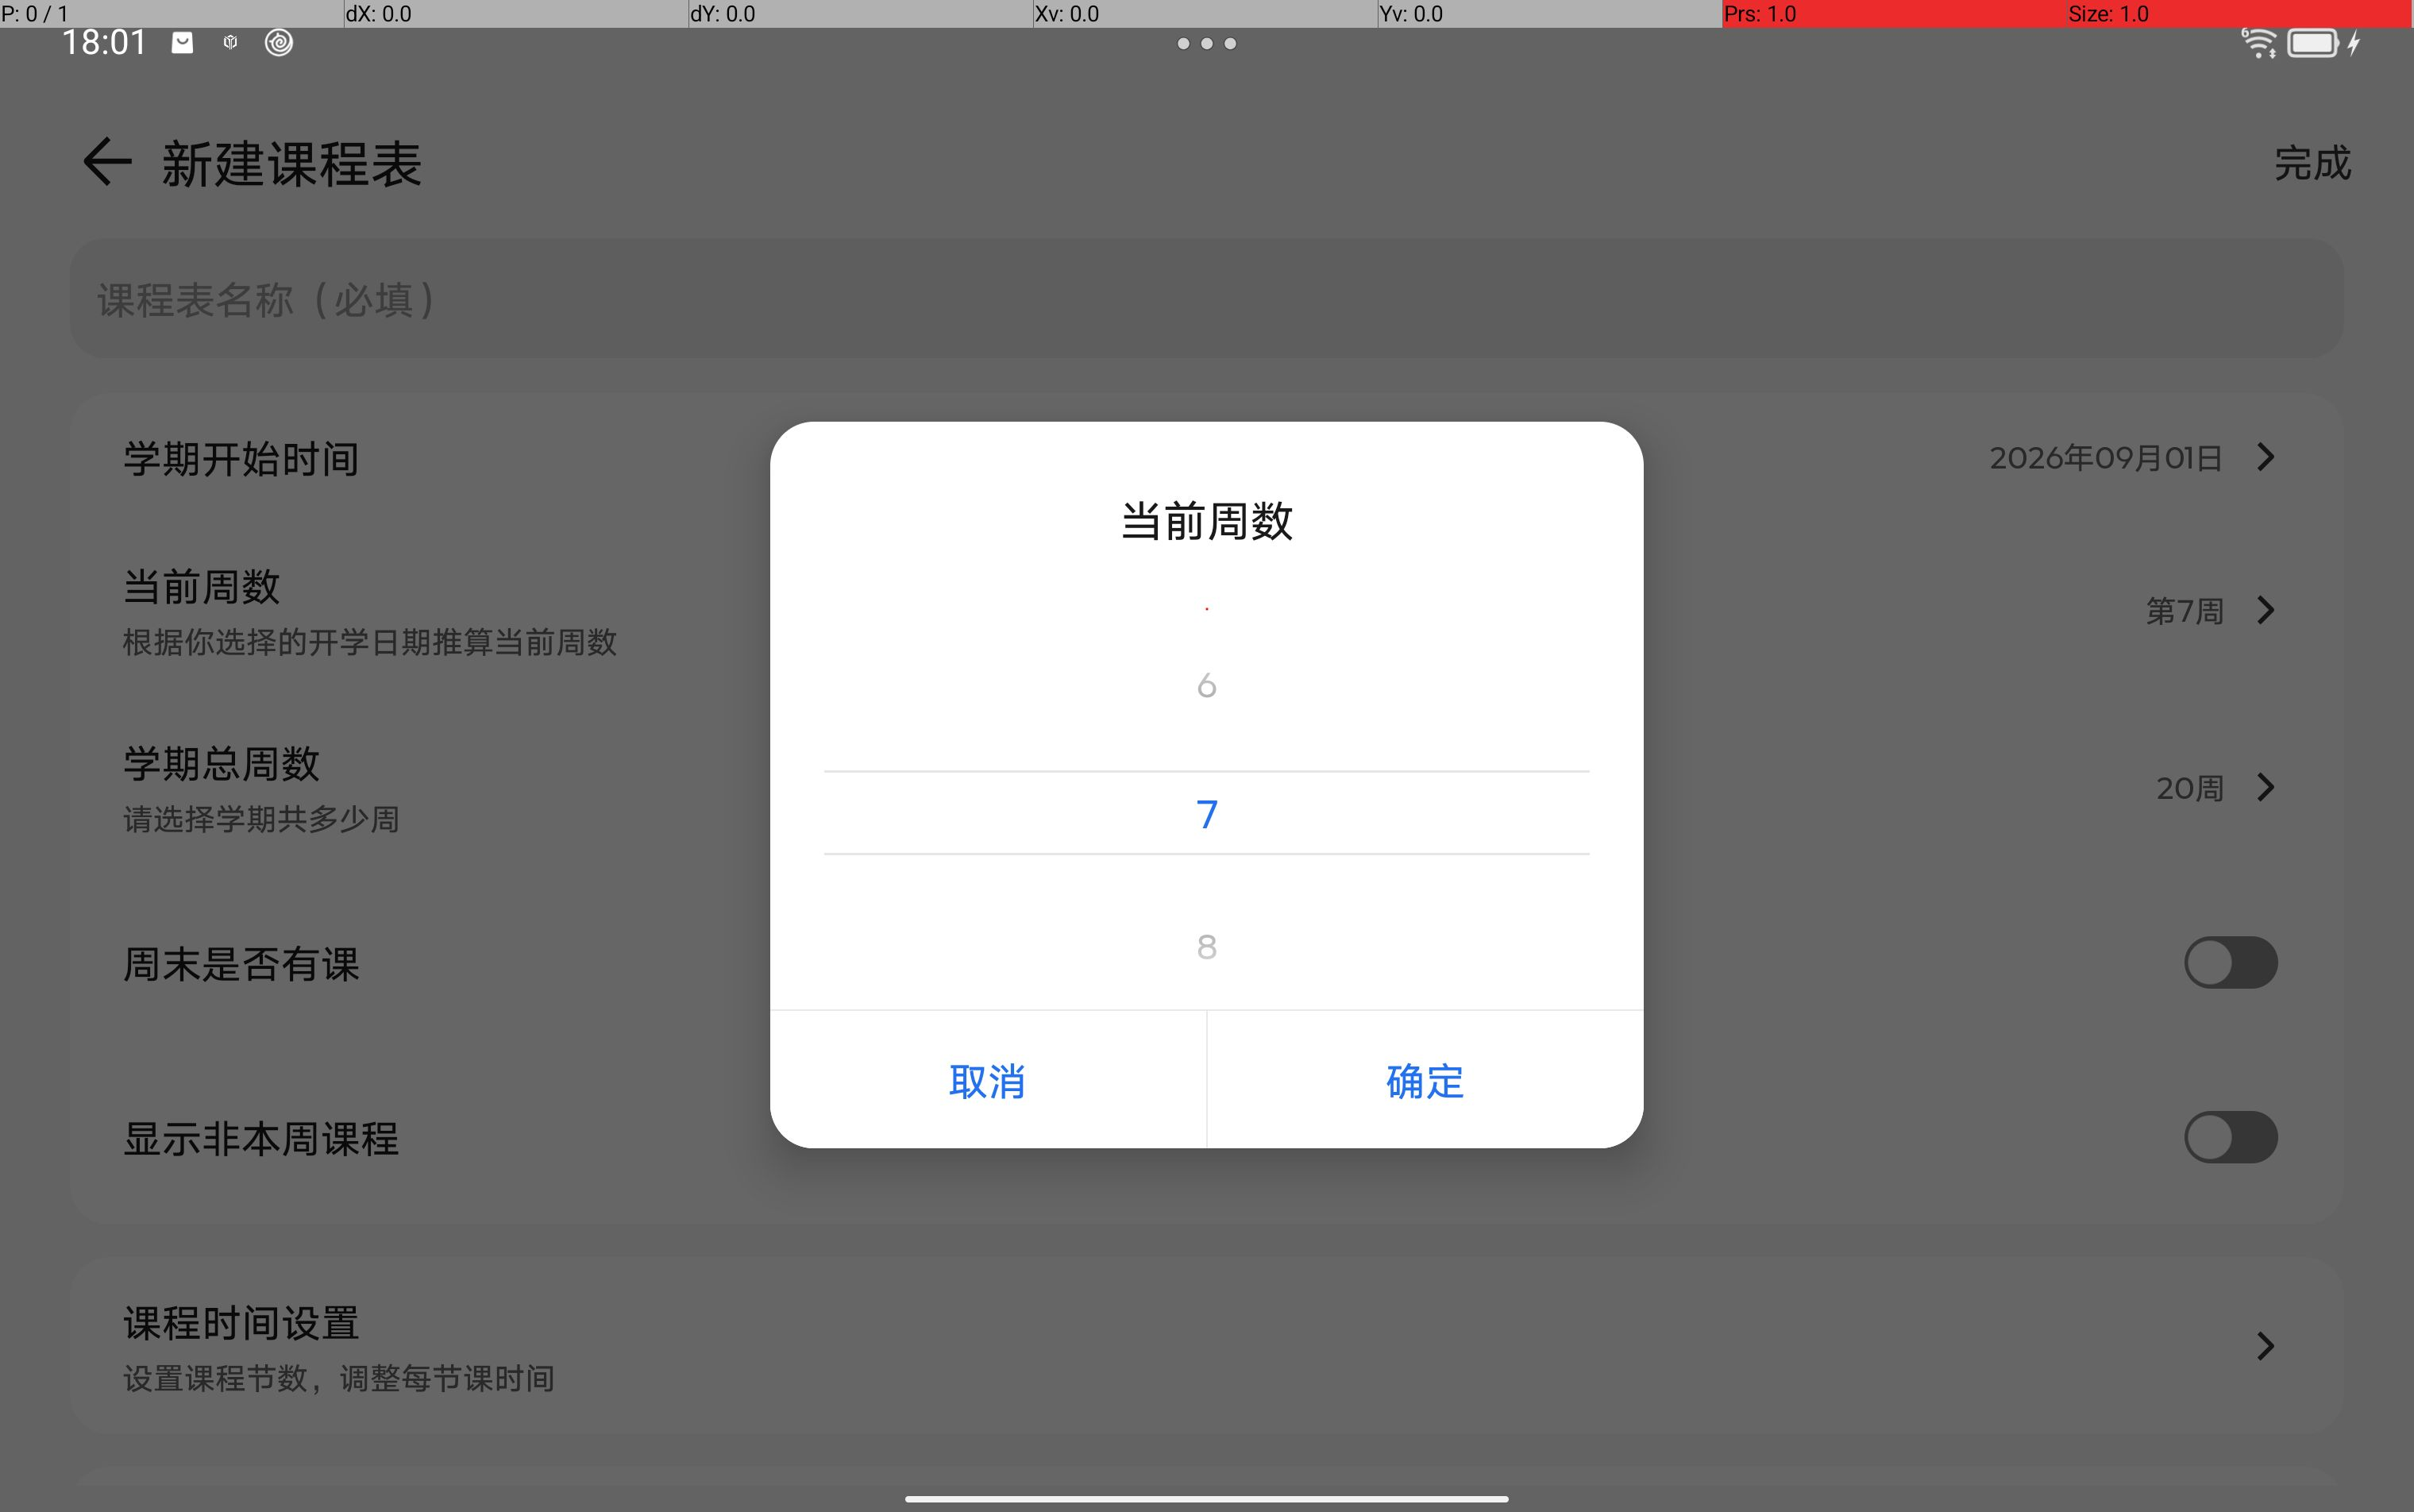 P: 0 / 1 dX: 0.0 dY: 0.0 Xv: 0.0 Yv: 0.0 Prs: 1.0 Size: 1.0
18:01 6
新建课程表 完成
课程表名称（必填）
学期开始时间 2026年09月01日
当前周数 第7周
根据你选择的开学日期推算当前周数
学期总周数 20周
请选择学期共多少周
周末是否有课
显示非本周课程
课程时间设置
设置课程节数，调整每节课时间
当前周数
6
7
8
取消 确定